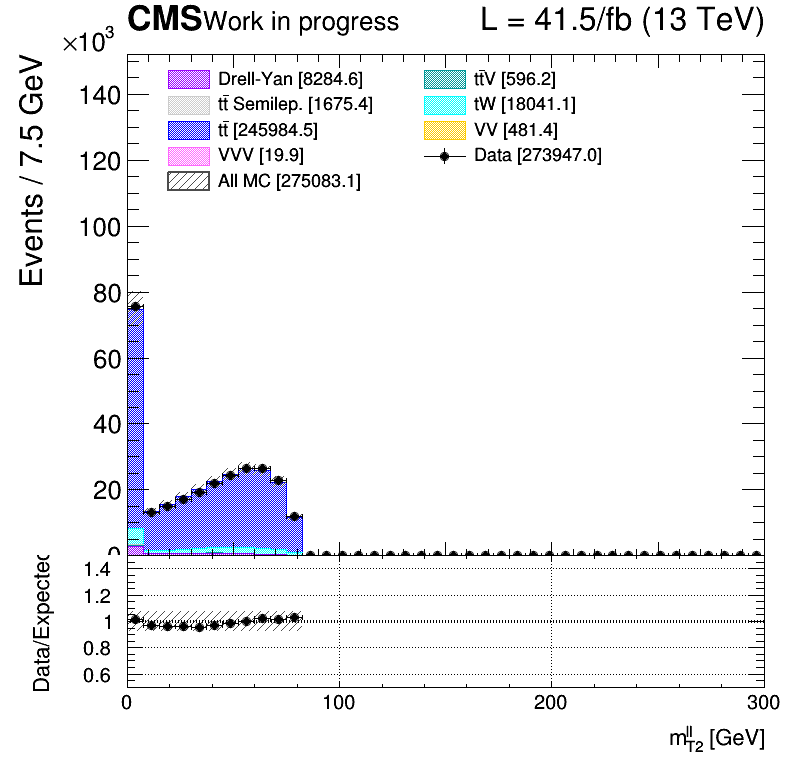 CMS Work in progress L = 41.5/fb (13 TeV)
×10³
Events / 7.5 GeV
Drell-Yan [8284.6]
tt̄ Semilep. [1675.4]
tt̄ [245984.5]
VVV [19.9]
All MC [275083.1]
tt̄V [596.2]
tW [18041.1]
VV [481.4]
Data [273947.0]
140
120
100
80
60
40
20
0
Data/Expected
1.4
1.2
1
0.8
0.6
0 100 200 300
m^{ll}_{T2} [GeV]